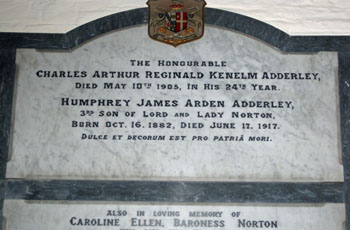 The Honourable
Charles Arthur Reginald Kenelm Adderley,
Died May 10th 1905, in his 24th year.
Humphrey James Arden Adderley,
3rd Son of Lord and Lady Norton,
Born Oct. 16. 1882, Died June 17. 1917.
Dulce et decorum est pro patriâ mori.
Also in loving memory of
Caroline Ellen, Baroness Norton